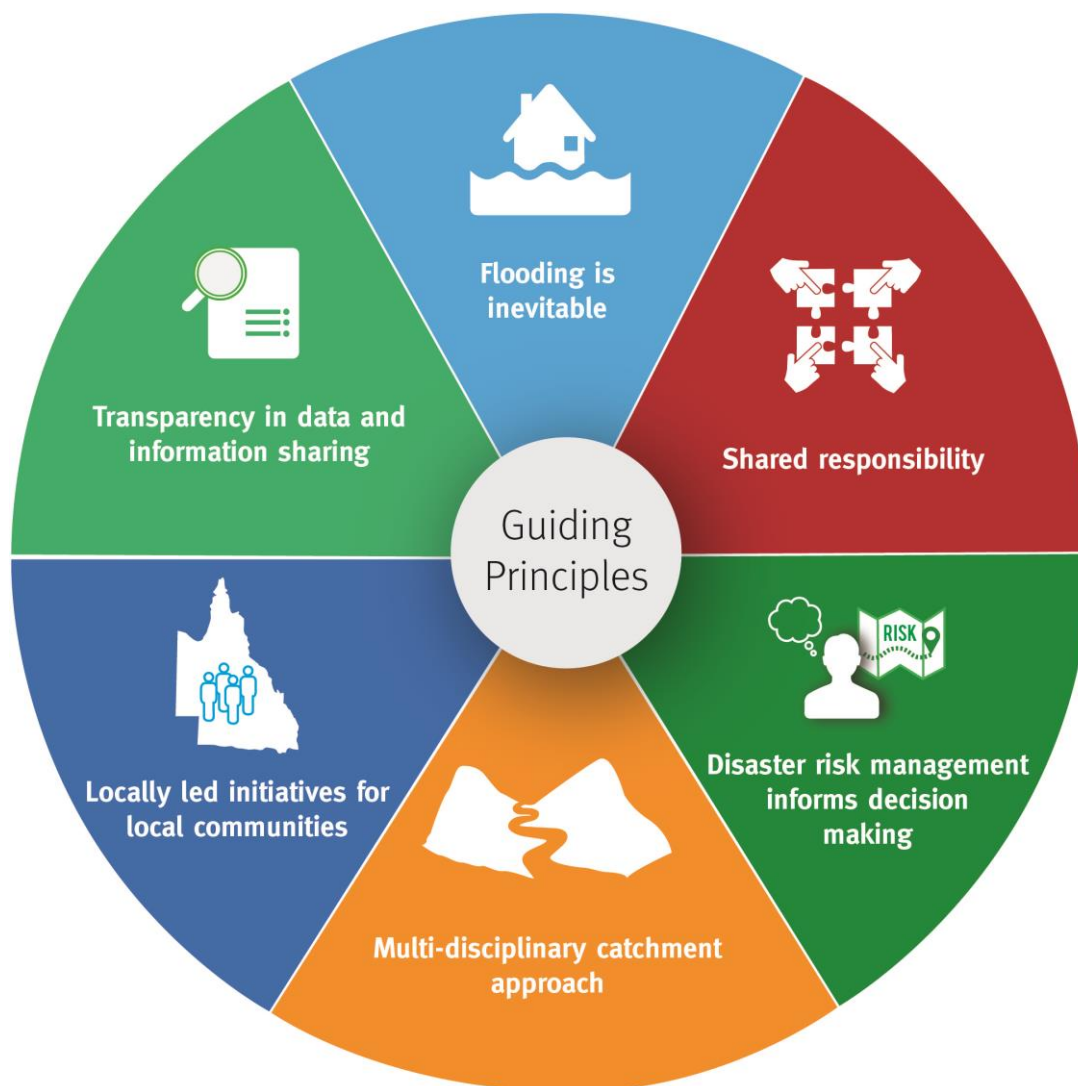 Flooding is
inevitable
Shared responsibility
RISK
Disaster risk management
informs decision
making
Multi-disciplinary catchment
approach
Locally led initiatives for
local communities
Transparency in data and
information sharing
Guiding
Principles